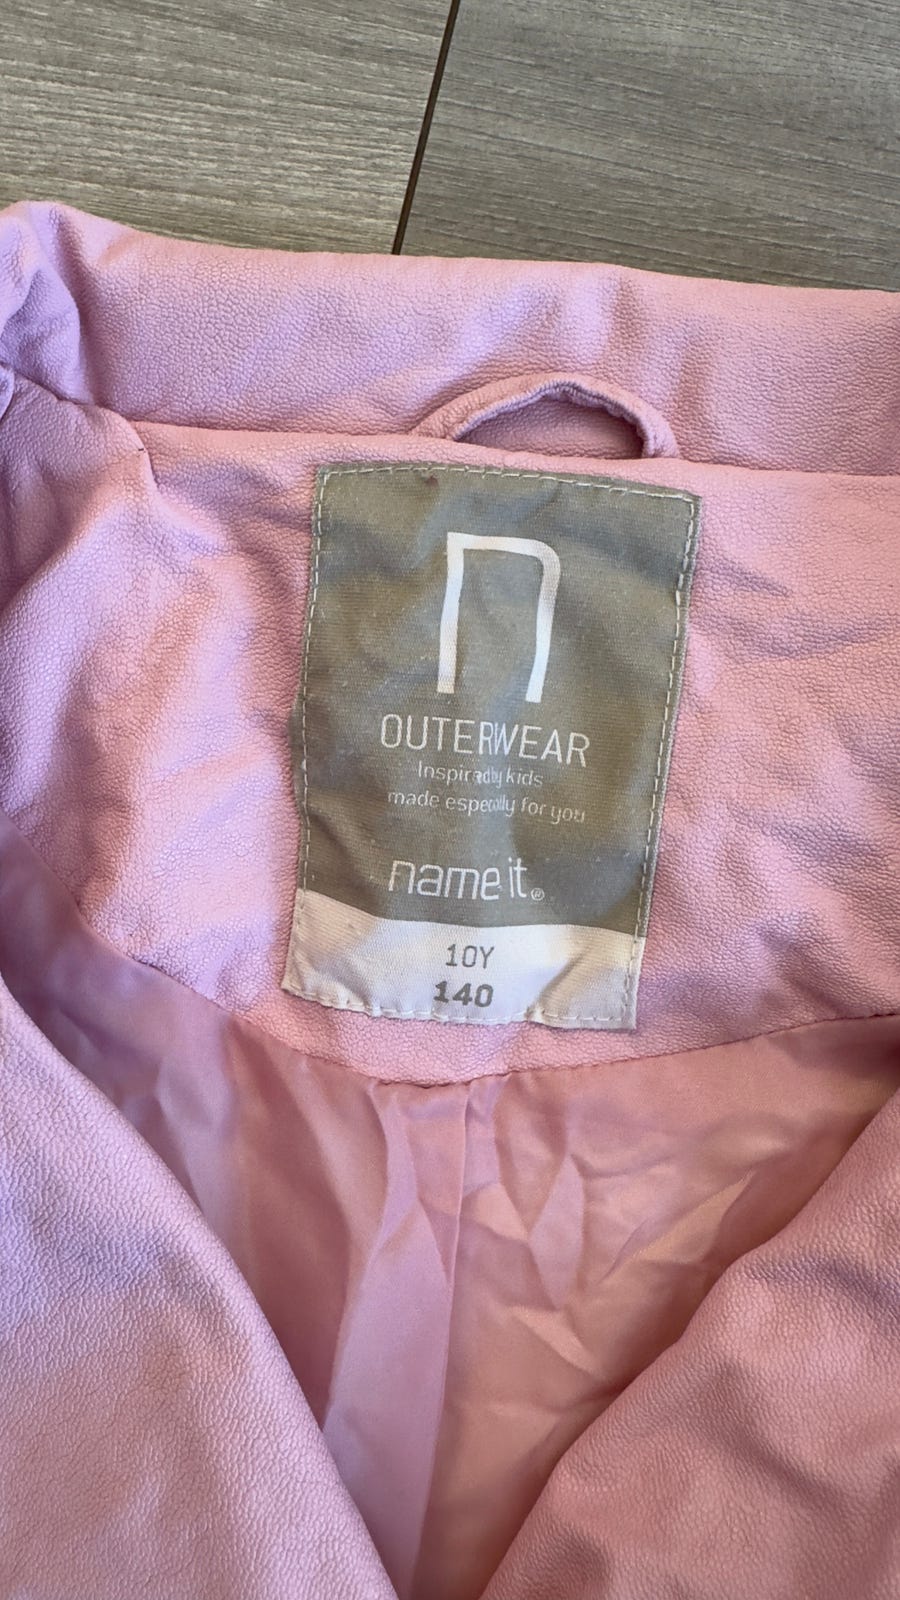 n
OUTERWEAR
Inspired by kids
made especially for you
name it®
10Y
140